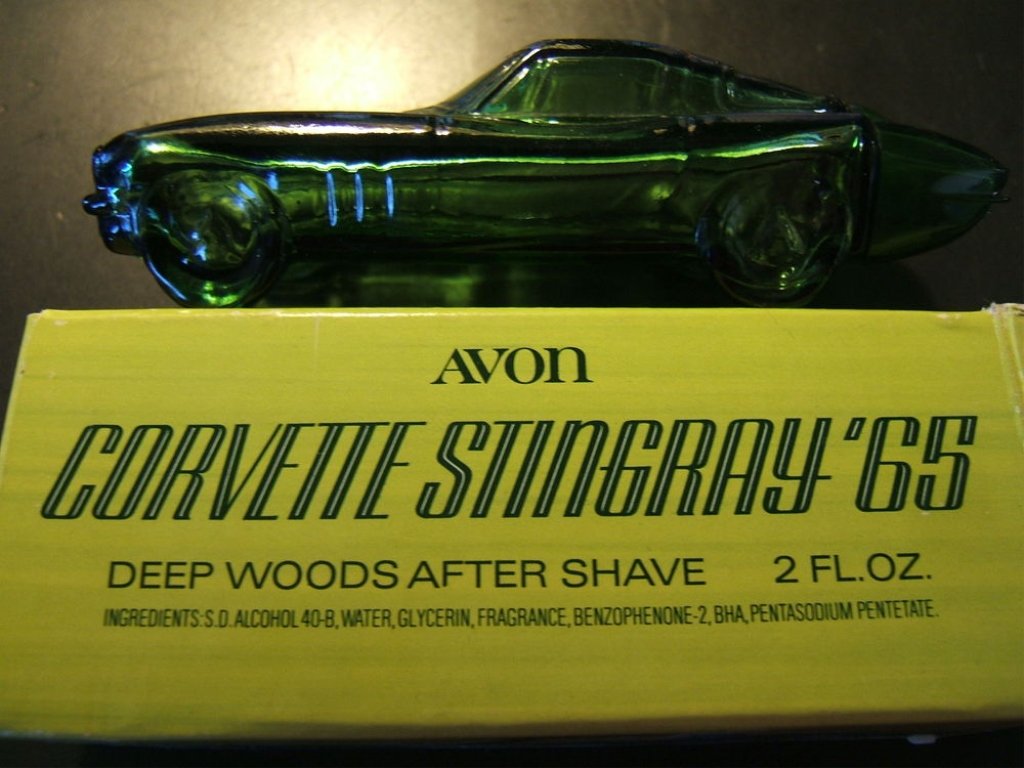 AVON
CORVETTE STINGRAY '65
DEEP WOODS AFTER SHAVE 2 FL.OZ.
INGREDIENTS: S.D. ALCOHOL 40-B, WATER, GLYCERIN, FRAGRANCE, BENZOPHENONE-2, BHA, PENTASODIUM PENTETATE.